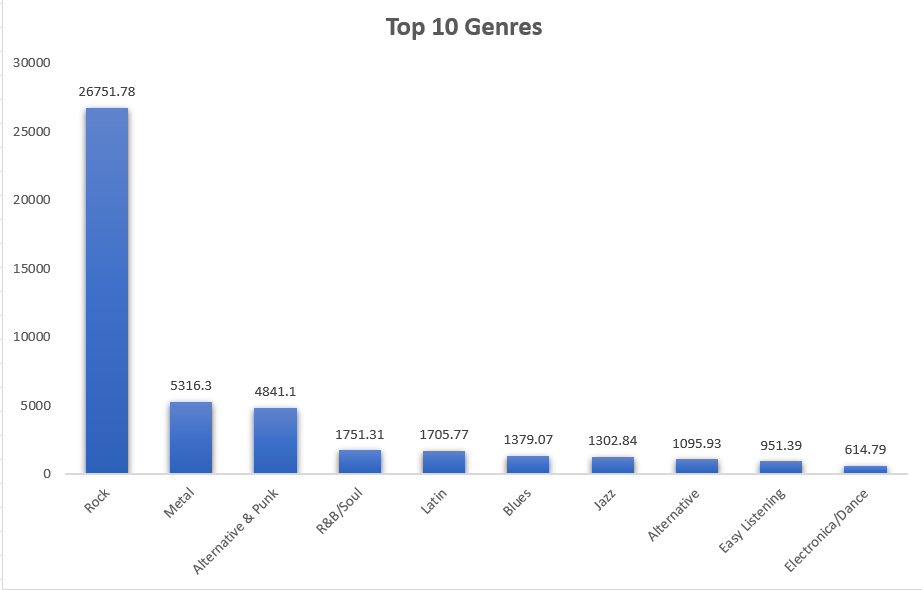 Top 10 Genres
30000
25000
20000
15000
10000
5000
0
26751.78
5316.3
4841.1
1751.31
1705.77
1379.07
1302.84
1095.93
951.39
614.79
Rock
Metal
Alternative & Punk
R&B/Soul
Latin
Blues
Jazz
Alternative
Easy Listening
Electronica/Dance